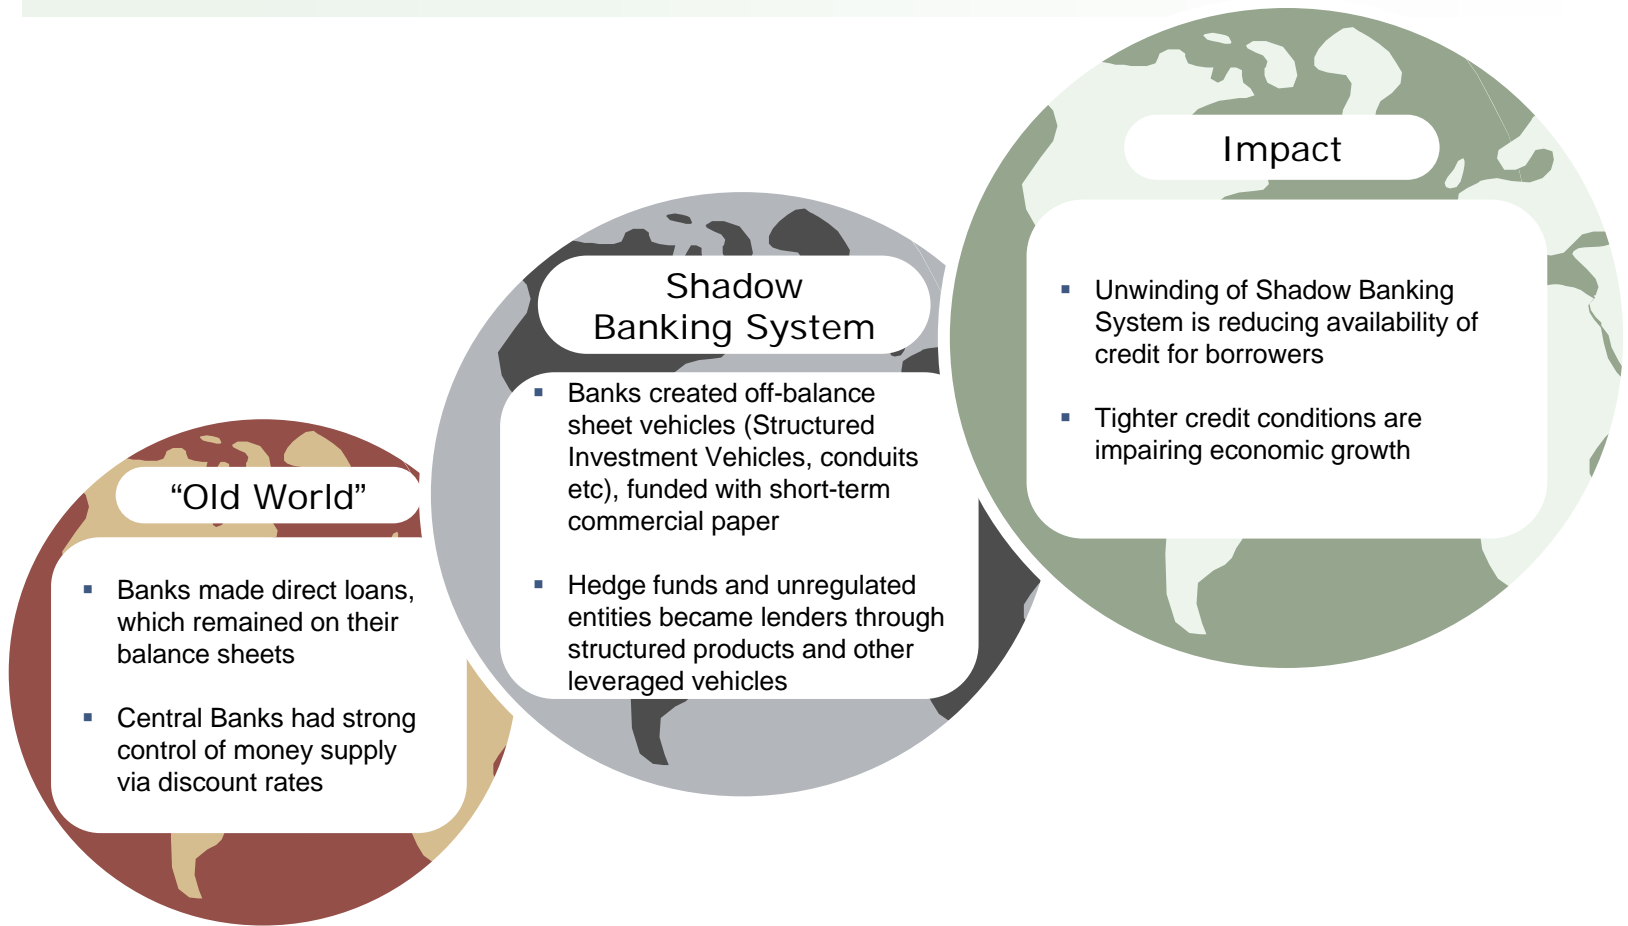 “Old World”
▪ Banks made direct loans,
which remained on their
balance sheets
▪ Central Banks had strong
control of money supply
via discount rates
Shadow
Banking System
▪ Banks created off-balance
sheet vehicles (Structured
Investment Vehicles, conduits
etc), funded with short-term
commercial paper
▪ Hedge funds and unregulated
entities became lenders through
structured products and other
leveraged vehicles
Impact
▪ Unwinding of Shadow Banking
System is reducing availability of
credit for borrowers
▪ Tighter credit conditions are
impairing economic growth